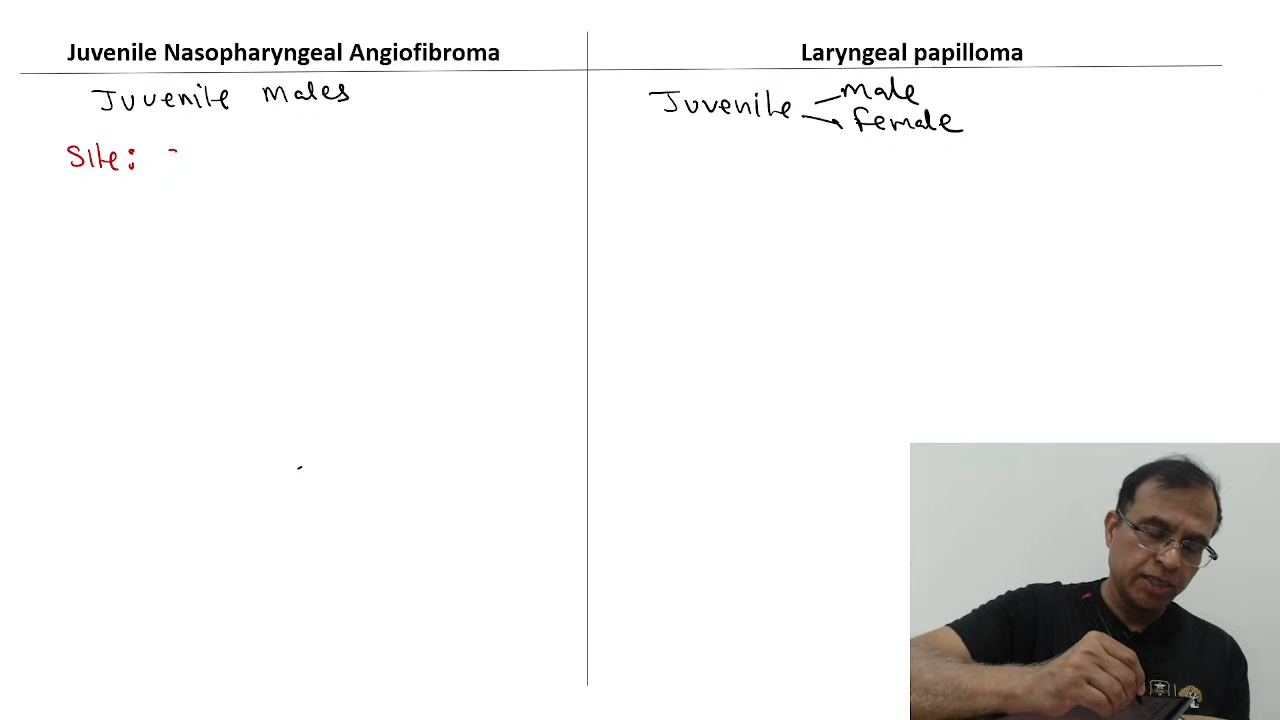 Juvenile Nasopharyngeal Angiofibroma
Laryngeal papilloma
Juvenile males
Juvenile male
female
Site: